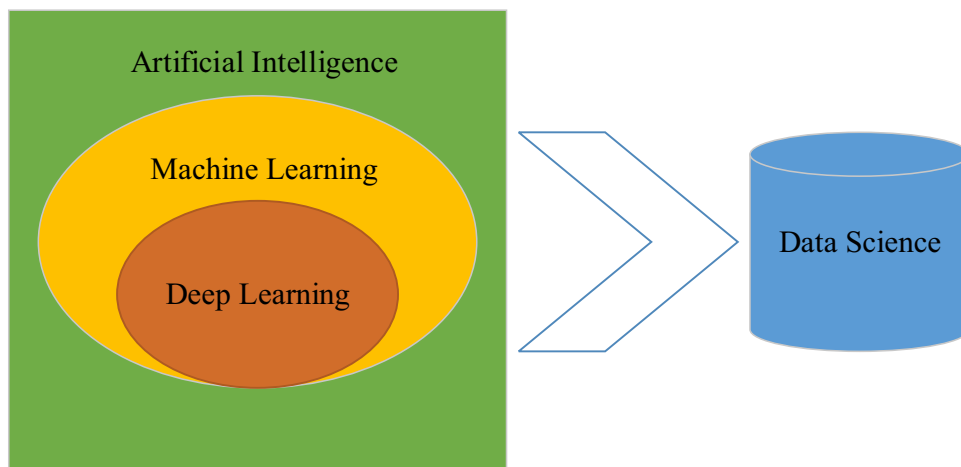 Artificial Intelligence
Machine Learning
Deep Learning
Data Science